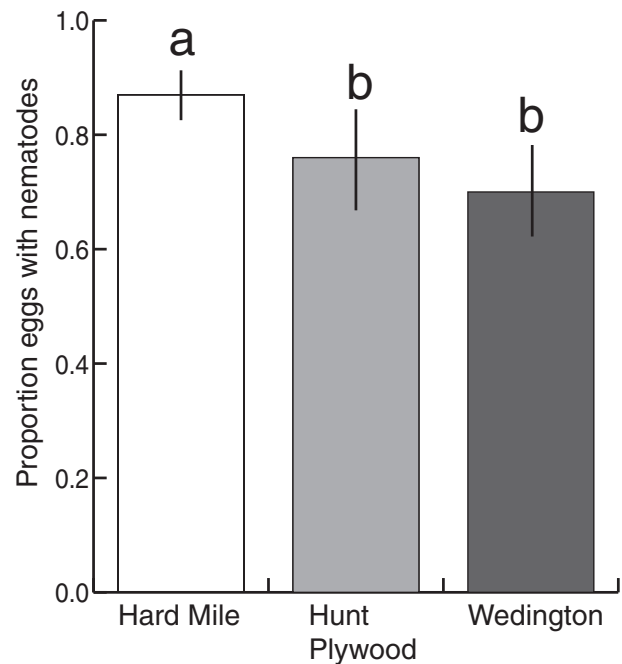 Proportion eggs with nematodes
1.0
0.8
0.6
0.4
0.2
0.0
a
b
b
Hard Mile
Hunt
Plywood
Wedington